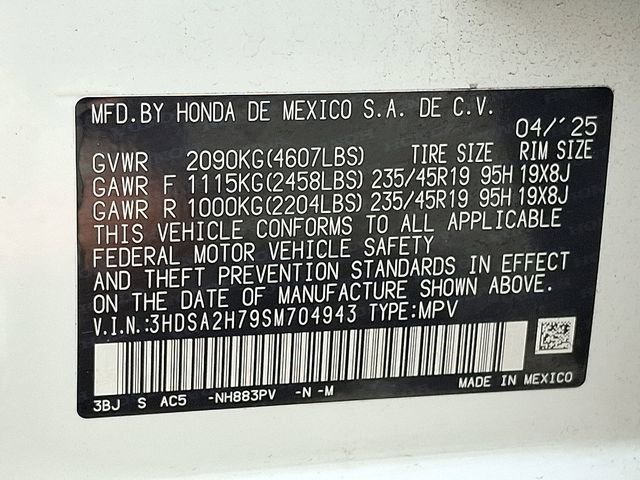 MFD.BY HONDA DE MEXICO S.A. DE C.V.
04/'25
GVWR 2090KG(4607LBS) TIRE SIZE RIM SIZE
GAWR F 1115KG(2458LBS) 235/45R19 95H 19X8J
GAWR R 1000KG(2204LBS) 235/45R19 95H 19X8J
THIS VEHICLE CONFORMS TO ALL APPLICABLE
FEDERAL MOTOR VEHICLE SAFETY
AND THEFT PREVENTION STANDARDS IN EFFECT
ON THE DATE OF MANUFACTURE SHOWN ABOVE.
V.I.N.:3HDSA2H79SM704943 TYPE:MPV
3BJ S AC5 -NH883PV -N -M MADE IN MEXICO